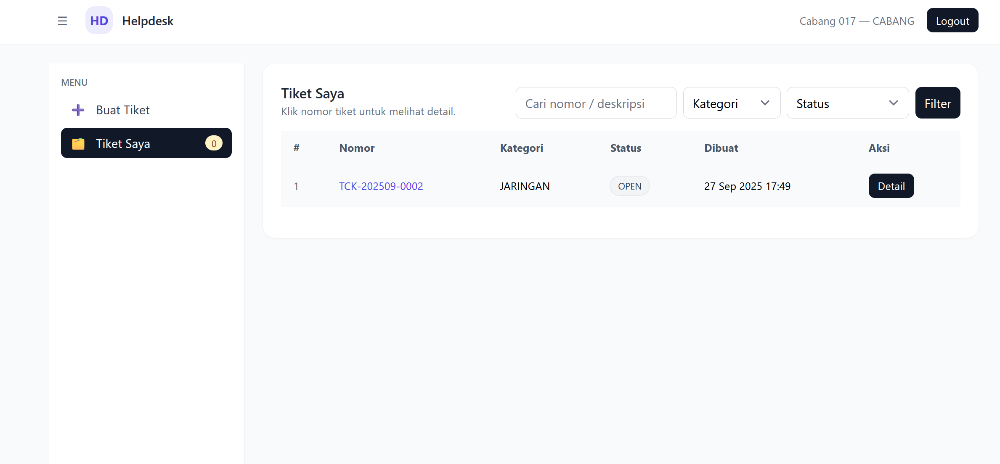 ☰ HD Helpdesk
Cabang 017 — CABANG Logout
MENU
Buat Tiket
Tiket Saya 0
Tiket Saya
Klik nomor tiket untuk melihat detail.
Cari nomor / deskripsi Kategori Status Filter
# Nomor Kategori Status Dibuat Aksi
1 TCK-202509-0002 JARINGAN OPEN 27 Sep 2025 17:49 Detail